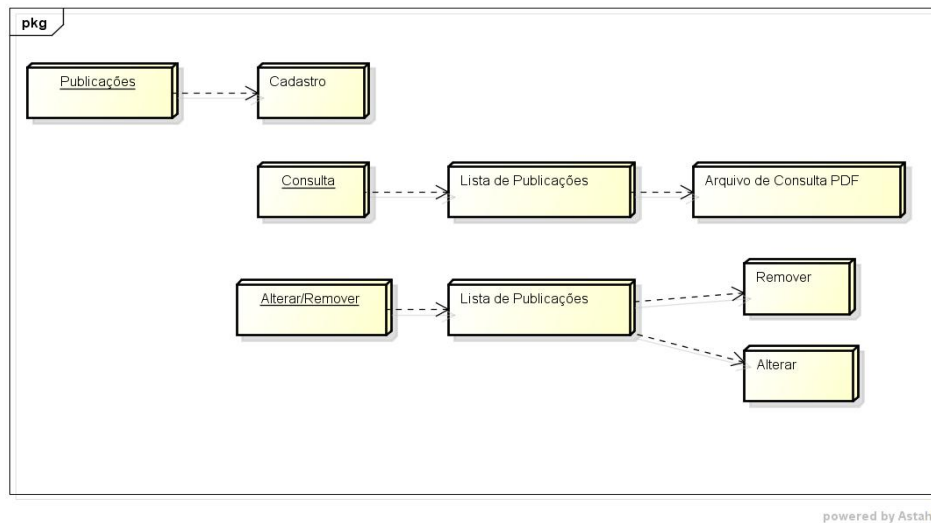 pkg
Publicações
Cadastro
Consulta
Lista de Publicações
Arquivo de Consulta PDF
Alterar/Remover
Lista de Publicações
Remover
Alterar
powered by Astah